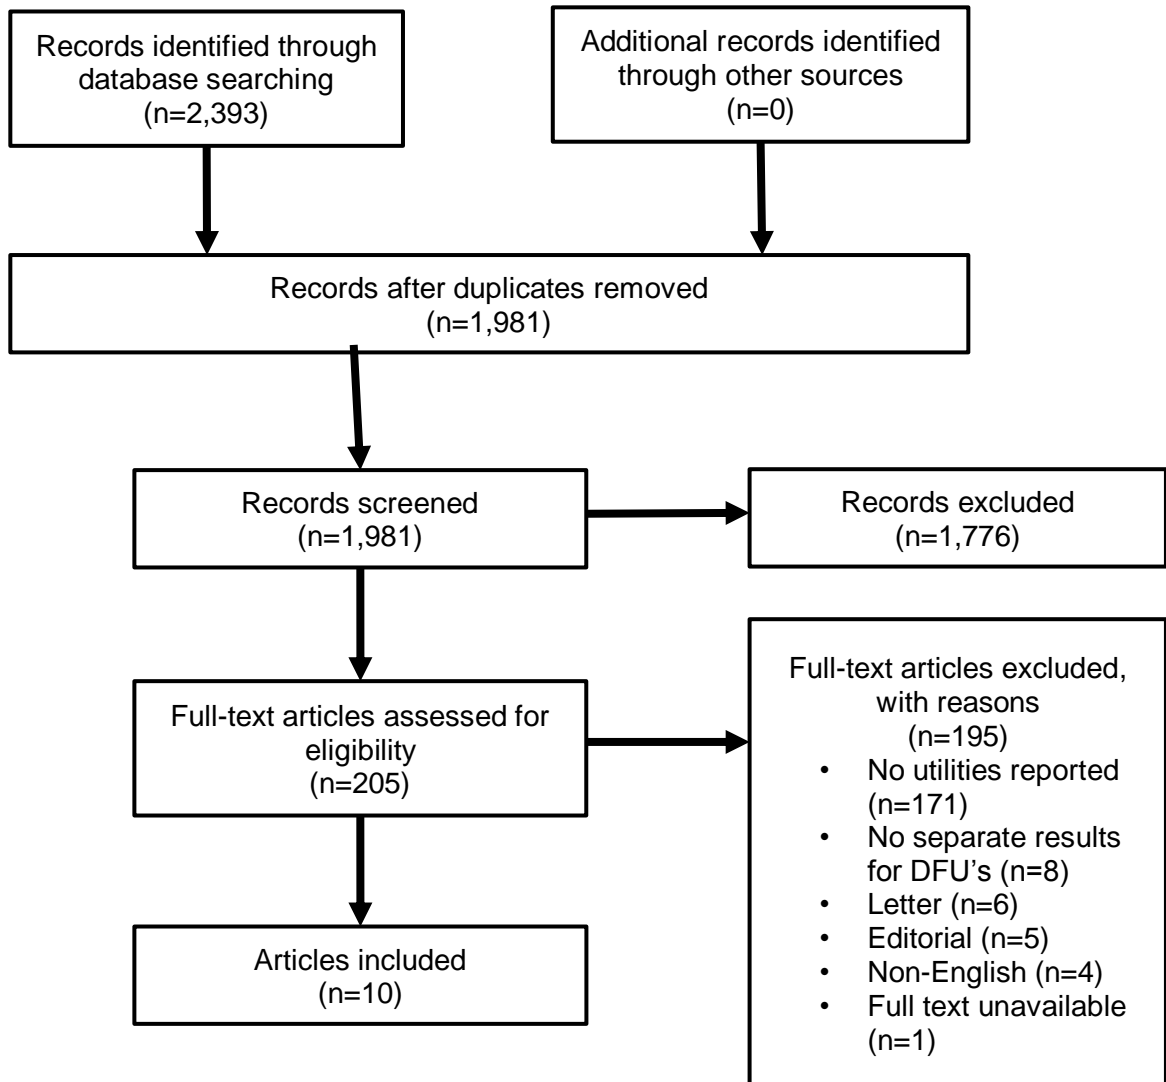 Records identified through
database searching
(n=2,393)
Additional records identified
through other sources
(n=0)
Records after duplicates removed
(n=1,981)
Records screened
(n=1,981)
Records excluded
(n=1,776)
Full-text articles assessed for
eligibility
(n=205)
Full-text articles excluded,
with reasons
(n=195)
• No utilities reported
(n=171)
• No separate results
for DFU's (n=8)
• Letter (n=6)
• Editorial (n=5)
• Non-English (n=4)
• Full text unavailable
(n=1)
Articles included
(n=10)